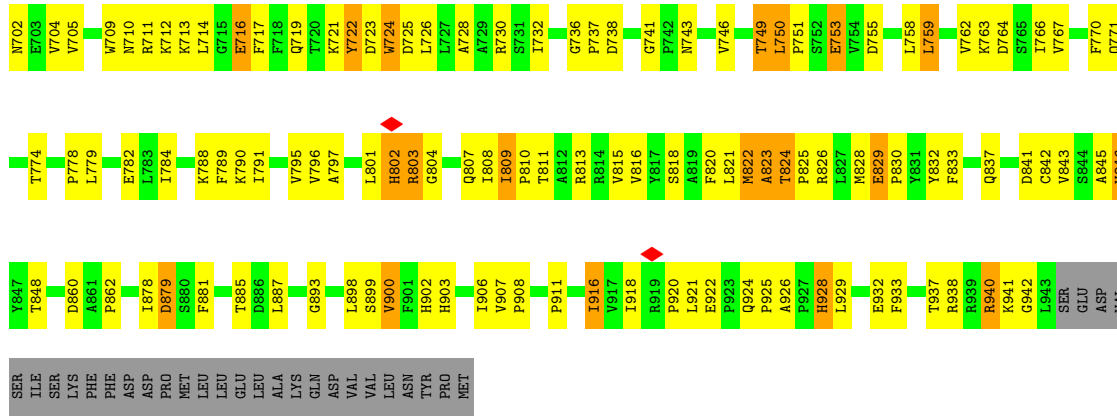 N702 E703 V704 V705 W709 N710 R711 K712 K713 L714 G715 E716 F717 F718 Q719 T720 K721 Y722 D723 W724 D725 L726 L727 A728 A729 R730 S731 I732 G736 P737 D738 G741 P742 N743 V746 T749 L750 P751 S752 E753 V754 D755 L758 L759 V762 K763 D764 S765 I766 V767 F770 D771
T774 P778 L779 E782 L783 I784 K788 F789 K790 I791 V795 V796 A797 L801 H802 R803 G804 Q807 I808 I809 P810 T811 A812 R813 R814 V815 V816 Y817 S818 A819 F820 L821 M822 A823 T824 P825 R826 L827 M828 E829 P830 Y831 Y832 F833 Q837 D841 C842 V843 S844 A845
Y847 T848 D860 A861 P862 I878 D879 S880 F881 T885 D886 L887 G893 L898 S899 V900 F901 H902 H903 I906 V907 P908 P911 I916 V917 I918 R919 P920 L921 E922 P923 Q924 P925 A926 P927 H928 L929 E932 F933 T937 R938 R939 R940 K941 G942 L943 SER GLU ASP
SER ILE SER LYS PHE PHE ASP ASP PRO MET LEU LEU GLU LEU ALA LYS GLN ASP VAL VAL LEU ASN TYR PRO MET